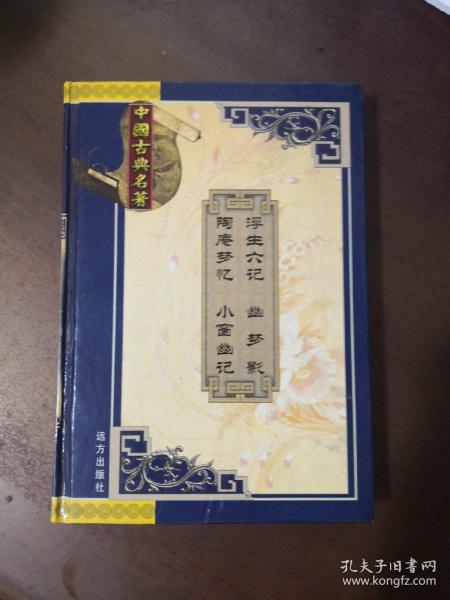 中國古典名著
浮生六记 幽梦影
陶庵梦忆 小窗幽记
远方出版社
孔夫子旧书网
www.kongfz.com